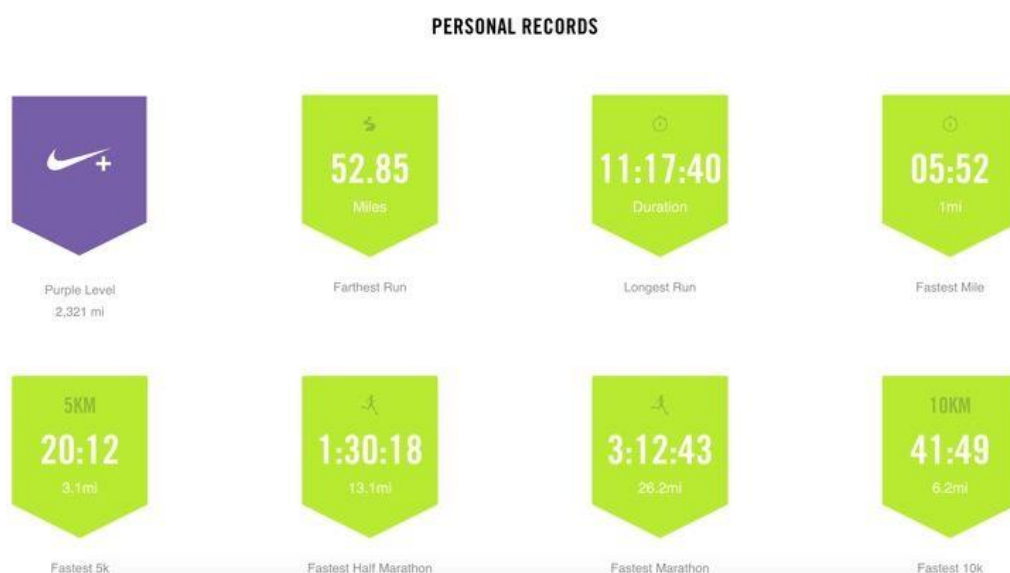 PERSONAL RECORDS
+
Purple Level
2,321 mi
52.85
Miles
Farthest Run
11:17:40
Duration
Longest Run
05:52
1mi
Fastest Mile
5KM
20:12
3.1mi
Fastest 5k
1:30:18
13.1mi
Fastest Half Marathon
3:12:43
26.2mi
Fastest Marathon
10KM
41:49
6.2mi
Fastest 10k